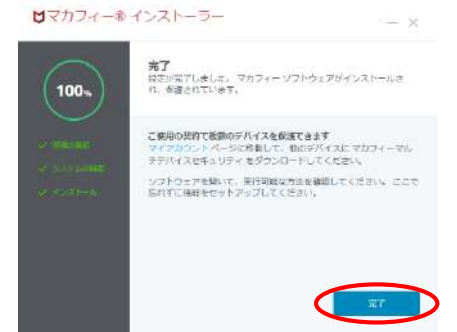 マカフィー® インストーラー
100%
完了
設定が完了しました。 マカフィー ソフトウェアがインストールさ
れ、保護されています。
ご使用の契約で複数のデバイスを保護できます
マイアカウント ページに移動して、他のデバイスに マカフィー マル
チデバイスセキュリティ をダウンロードしてください。
ソフトウェアを開いて、実行可能な方法を確認してください。 ここで
忘れずに機能をセットアップしてください。
✓ システムの確認
✓ インストール
完了